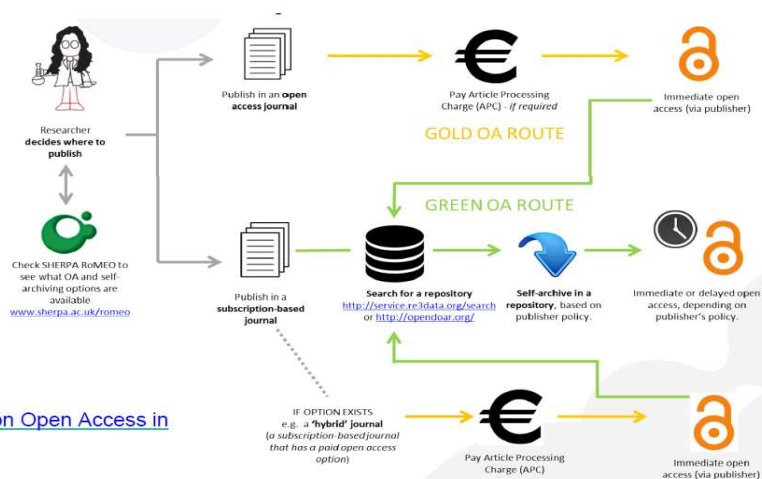 Researcher
decides where to
publish
Check SHERPA RoMEO to
see what OA and self-
archiving options are
available
www.sherpa.ac.uk/romeo
Publish in an open
access journal
Pay Article Processing
Charge (APC) - if required
Immediate open
access (via publisher)
GOLD OA ROUTE
GREEN OA ROUTE
Publish in a
subscription-based
journal
Search for a repository
http://service.re3data.org/search
or http://opendoar.org/
Self-archive in a
repository, based on
publisher policy.
Immediate or delayed open
access, depending on
publisher's policy.
IF OPTION EXISTS
e.g. a 'hybrid' journal
(a subscription-based journal
that has a paid open access
option)
Pay Article Processing
Charge (APC)
Immediate open
access (via publisher)
on Open Access in